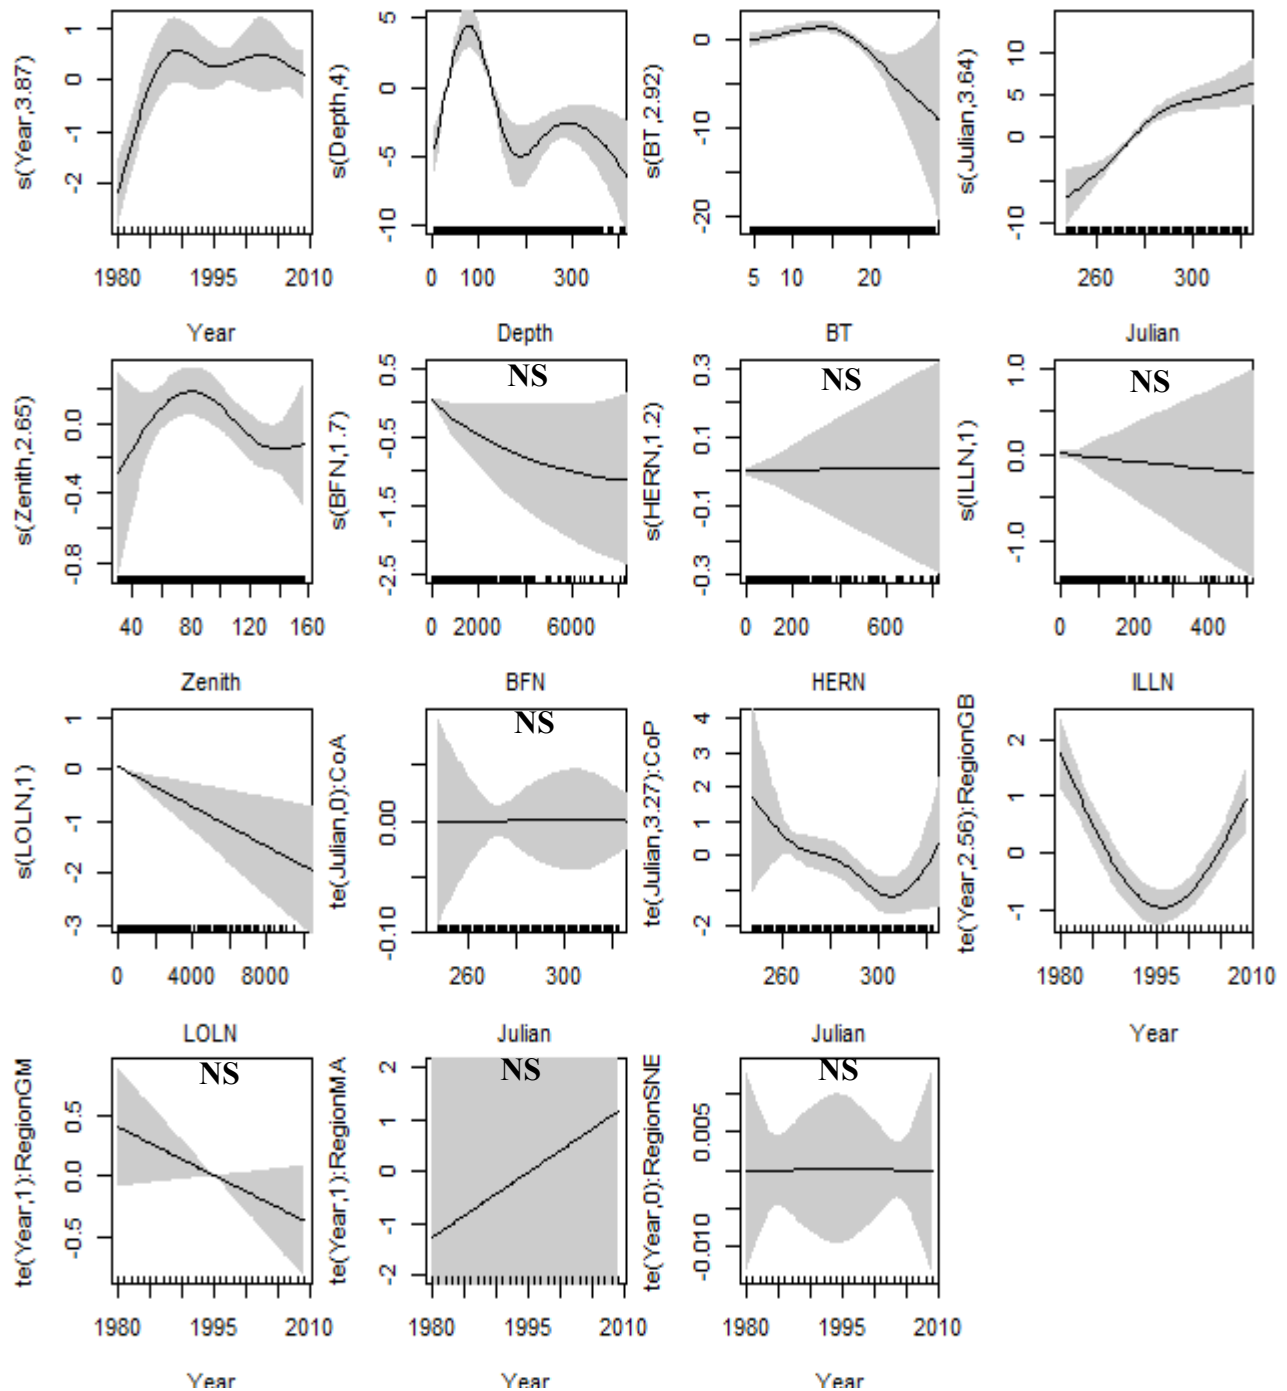 s(Year,3.87)
1
0
-1
-2
1980 1995 2010
Year
s(Depth,4)
5
0
-5
-10
0 100 300
Depth
s(BT,2.92)
0
-10
-20
5 10 20
BT
s(Julian,3.64)
10
5
0
-10
260 300
Julian
s(Zenith,2.65)
0.0
-0.4
-0.8
40 80 120 160
Zenith
s(BFN,1.7)
NS
0.5
-0.5
-1.5
-2.5
0 2000 6000
BFN
s(HERN,1.2)
NS
0.3
0.1
-0.1
-0.3
0 200 600
HERN
s(ILLN,1)
NS
1.0
0.0
-1.0
0 200 400
ILLN
s(LOLN,1)
1
0
-1
-2
-3
0 4000 8000
LOLN
te(Julian,0):CoA
NS
0.00
-0.10
260 300
Julian
te(Julian,3.27):CoP
4
3
2
1
0
-2
260 300
Julian
te(Year,2.56):RegionGB
2
1
0
-1
1980 1995 2010
Year
te(Year,1):RegionGM
NS
0.5
0.0
-0.5
1980 1995 2010
Year
te(Year,1):RegionMA
NS
2
1
0
-1
-2
1980 1995 2010
Year
te(Year,0):RegionSNE
NS
0.005
-0.010
1980 1995 2010
Year